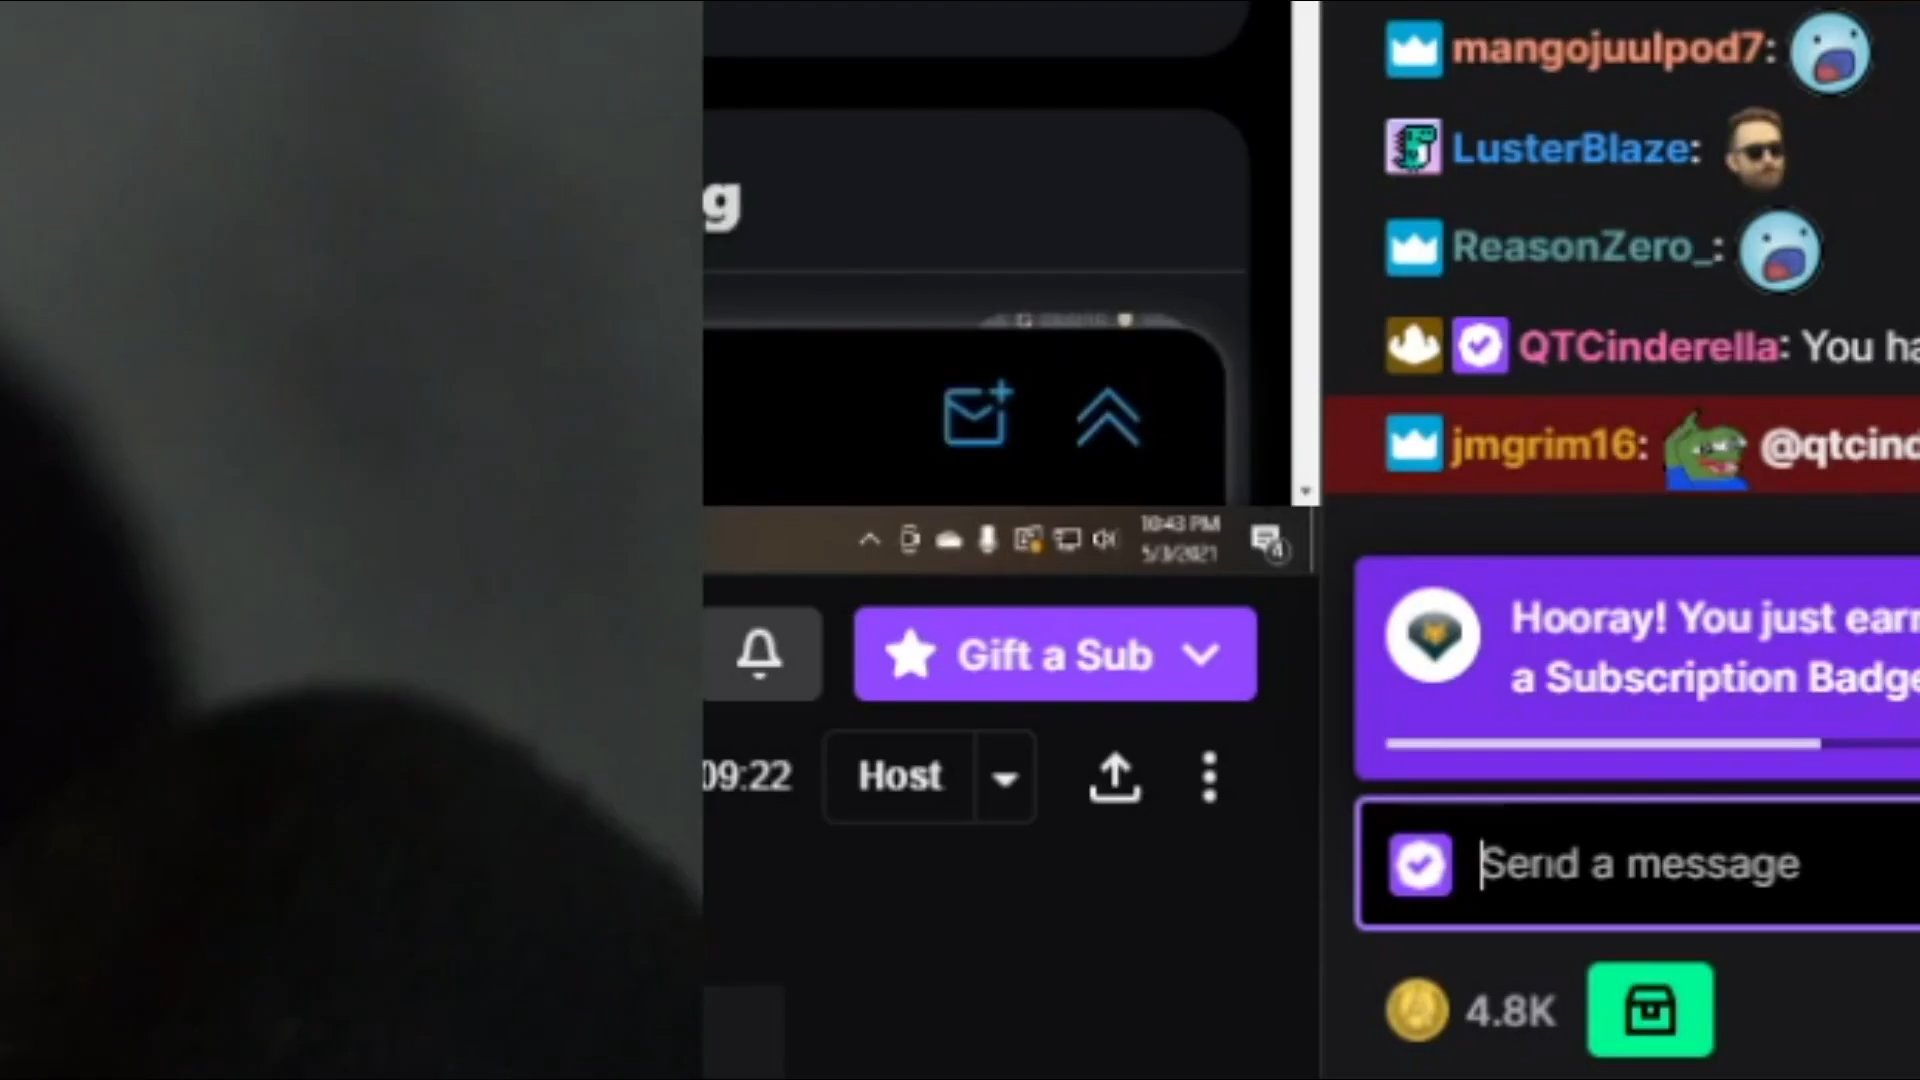 g
10:43 PM
5/3/2021
4
Gift a Sub
09:22
Host
mangojuulpod7:
LusterBlaze:
ReasonZero_:
QTCinderella: You ha
jmgrim16: @qtcind
Hooray! You just earn
a Subscription Badge
Send a message
4.8K